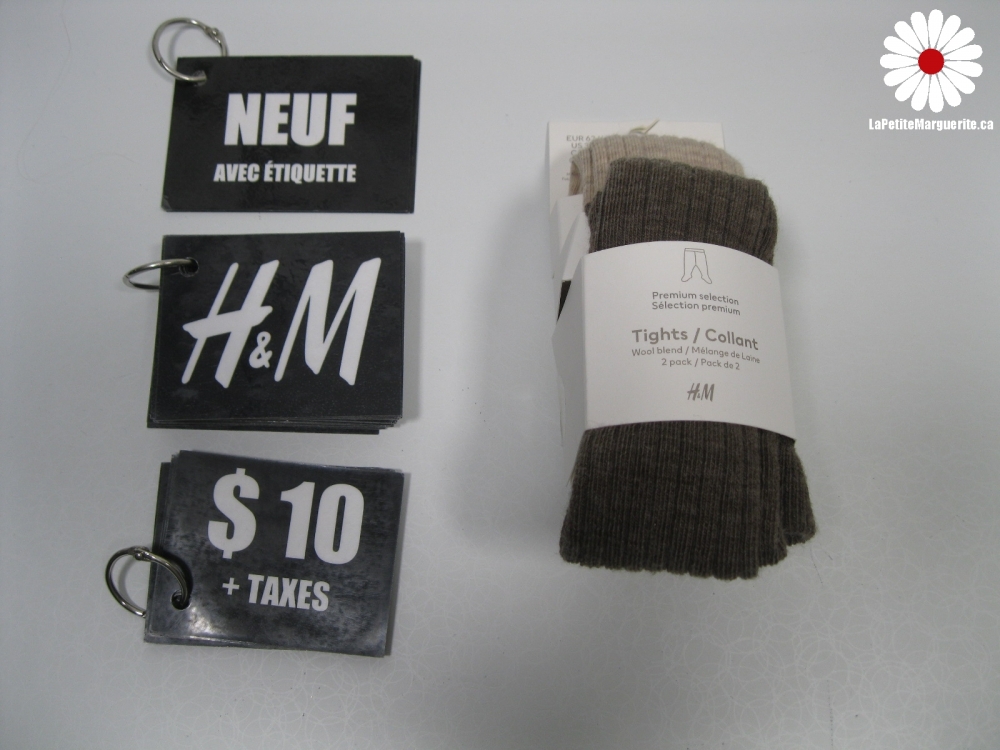 NEUF
AVEC ÉTIQUETTE
H&M
$ 10
+ TAXES
LaPetiteMarguerite.ca
Premium selection
Sélection premium
Tights / Collant
Wool blend / Mélange de Laine
2 pack / Pack de 2
H&M